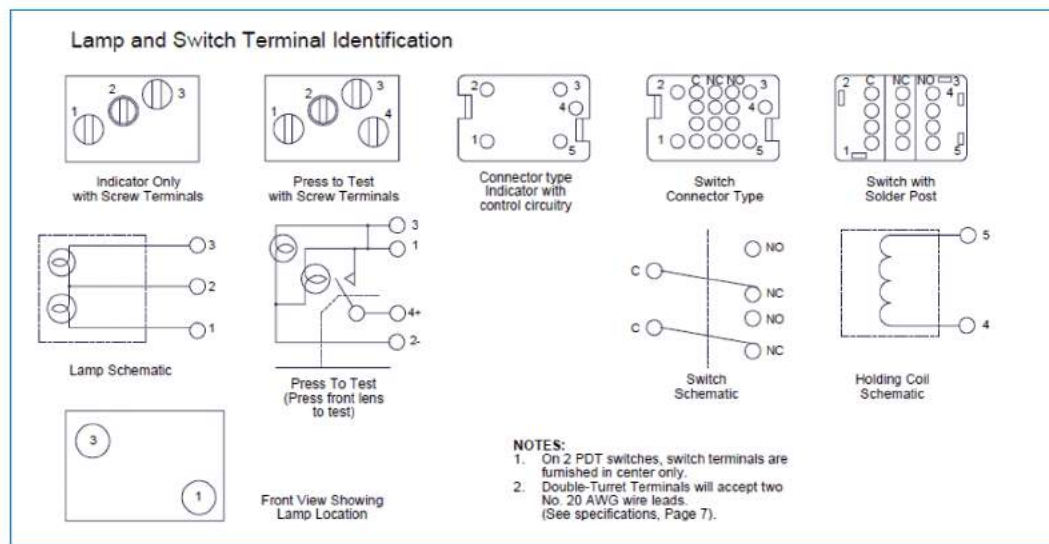 Lamp and Switch Terminal Identification
1 2 3
Indicator Only
with Screw Terminals
1 2 3 4
Press to Test
with Screw Terminals
2 3
4
1 5
Connector type
Indicator with
control circuitry
C NC NO
2 3
4
1 5
Switch
Connector Type
2 C NC NO 3
4
1 5
Switch with
Solder Post
3
2
1
Lamp Schematic
3
1
4+
2-
Press To Test
(Press front lens
to test)
NO
C
NC
NO
C
NC
Switch
Schematic
5
4
Holding Coil
Schematic
3
1
Front View Showing
Lamp Location
NOTES:
1. On 2 PDT switches, switch terminals are
furnished in center only.
2. Double-Turret Terminals will accept two
No. 20 AWG wire leads.
(See specifications, Page 7).